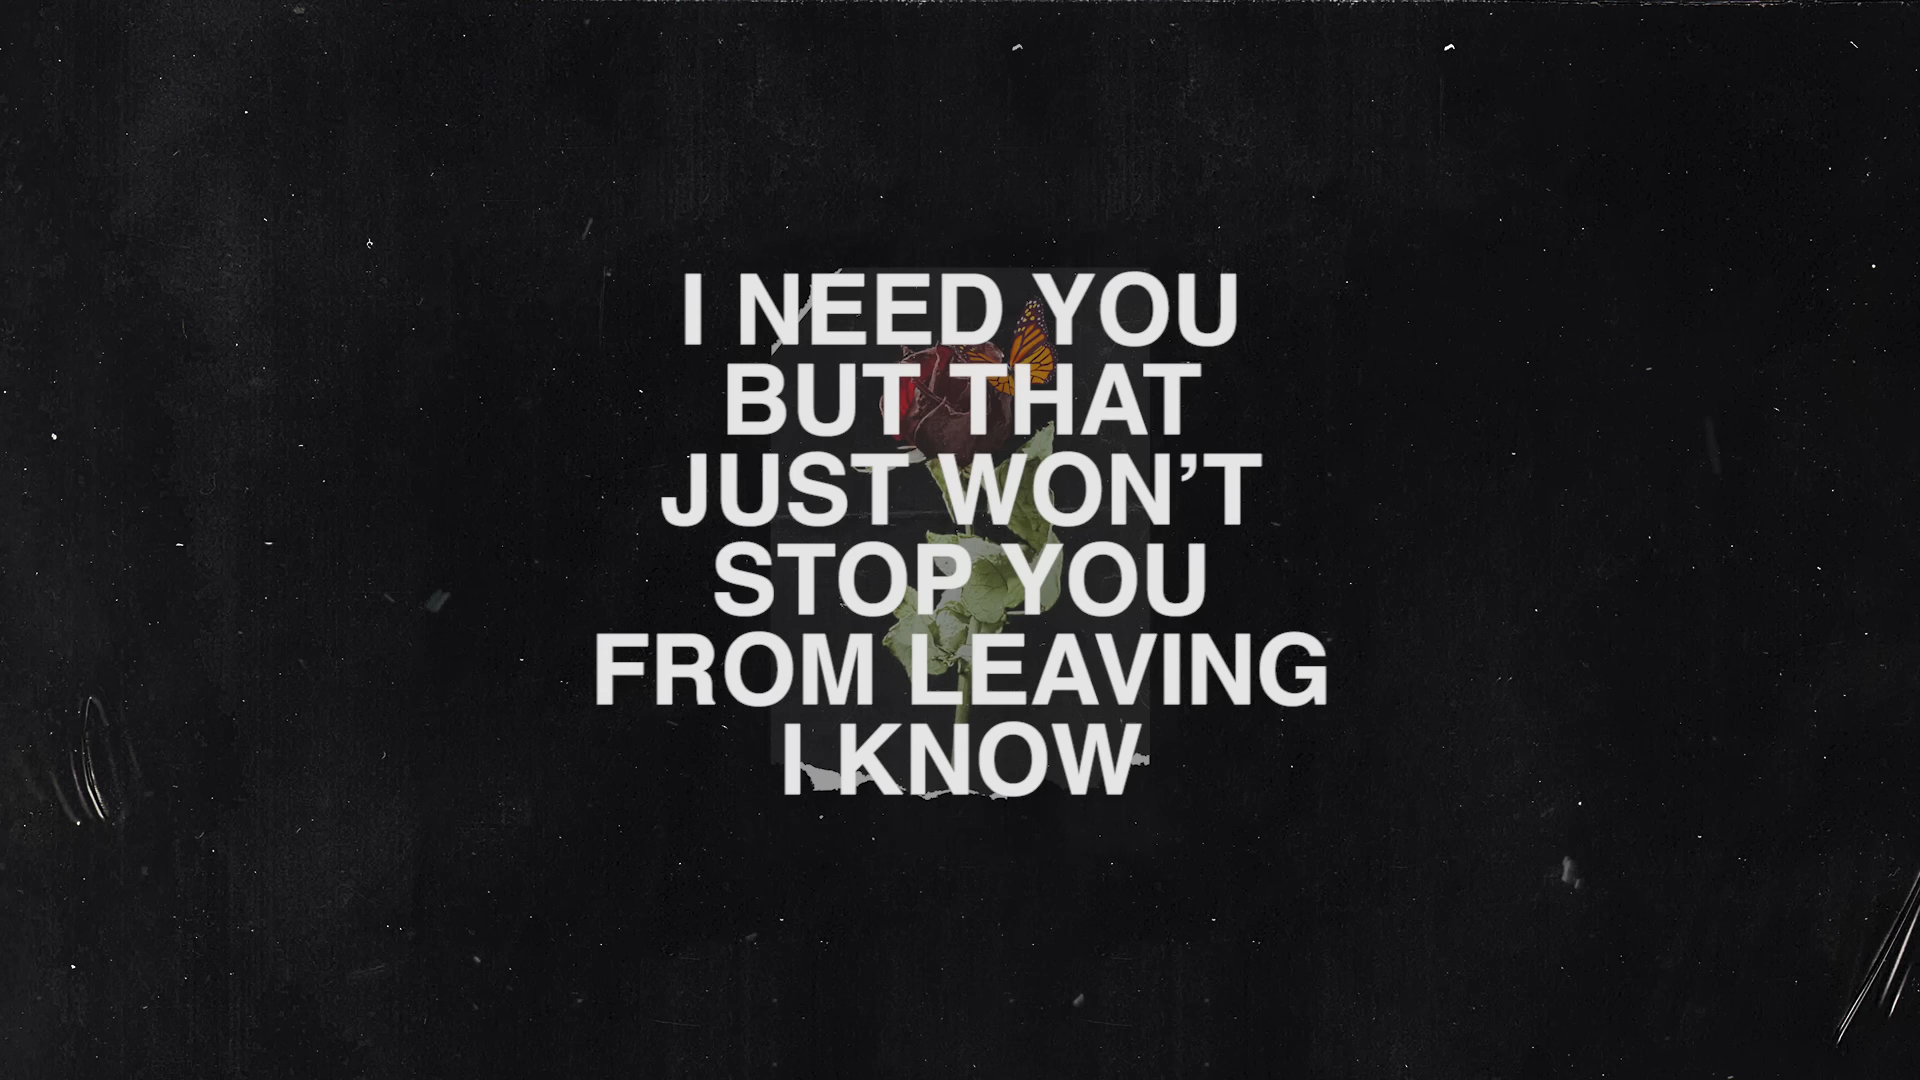 I NEED YOU
BUT THAT
JUST WON’T
STOP YOU
FROM LEAVING
I KNOW